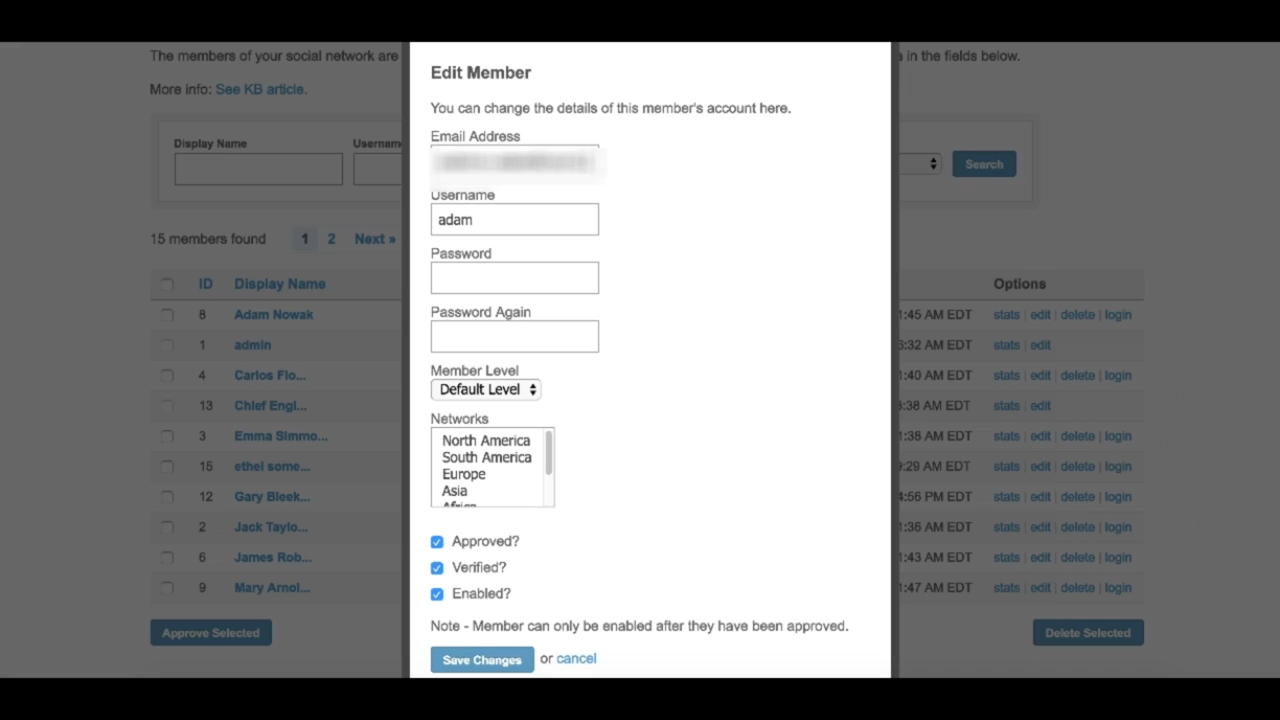 The members of your social network are
in the fields below.
More info: See KB article.
Display Name
Usernam
Search
15 members found 1 2 Next »
ID Display Name
Options
8 Adam Nowak 1:45 AM EDT stats | edit | delete | login
1 admin 6:32 AM EDT stats | edit
4 Carlos Flo... 1:40 AM EDT stats | edit | delete | login
13 Chief Engl... 3:38 AM EDT stats | edit
3 Emma Simmo... 1:38 AM EDT stats | edit | delete | login
15 ethel some... 9:29 AM EDT stats | edit | delete | login
12 Gary Bleek... 4:56 PM EDT stats | edit | delete | login
2 Jack Taylo... 1:36 AM EDT stats | edit | delete | login
6 James Rob... 1:43 AM EDT stats | edit | delete | login
9 Mary Arnol... 1:47 AM EDT stats | edit | delete | login
Approve Selected
Delete Selected
Edit Member
You can change the details of this member's account here.
Email Address
Username
adam
Password
Password Again
Member Level
Default Level
Networks
North America
South America
Europe
Asia
Africa
Approved?
Verified?
Enabled?
Note - Member can only be enabled after they have been approved.
Save Changes or cancel